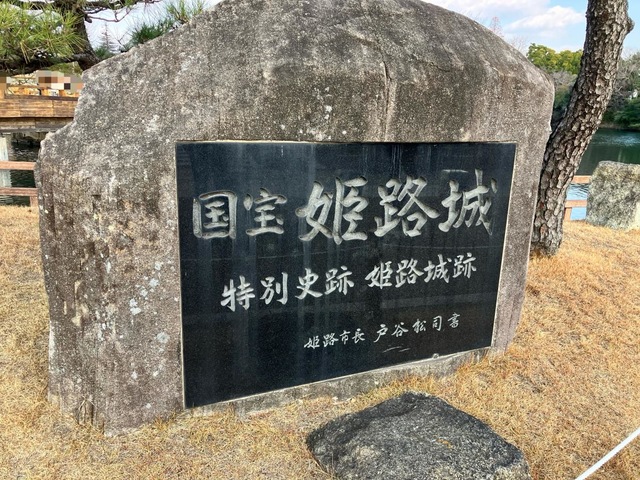 国宝 姫路城
特別史跡 姫路城跡
姫路市長 戸谷松司書